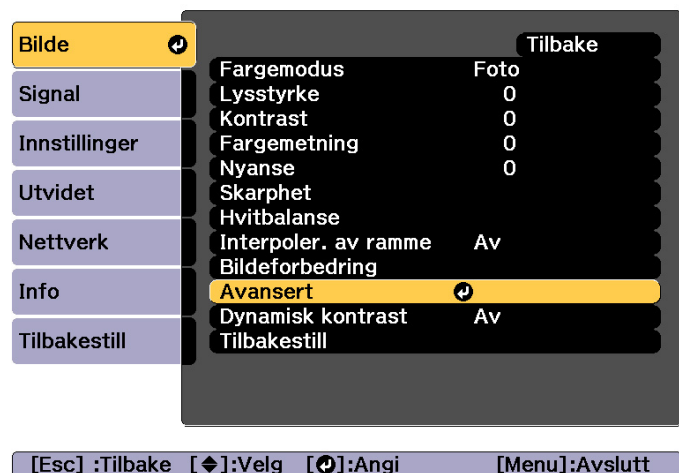 Bilde
Signal
Innstillinger
Utvidet
Nettverk
Info
Tilbakestill
Tilbake
Fargemodus Foto
Lysstyrke 0
Kontrast 0
Fargemetning 0
Nyanse 0
Skarphet
Hvitbalanse
Interpoler. av ramme Av
Bildeforbedring
Avansert
Dynamisk kontrast Av
Tilbakestill
[Esc] :Tilbake [◆]:Velg [↵]:Angi [Menu]:Avslutt